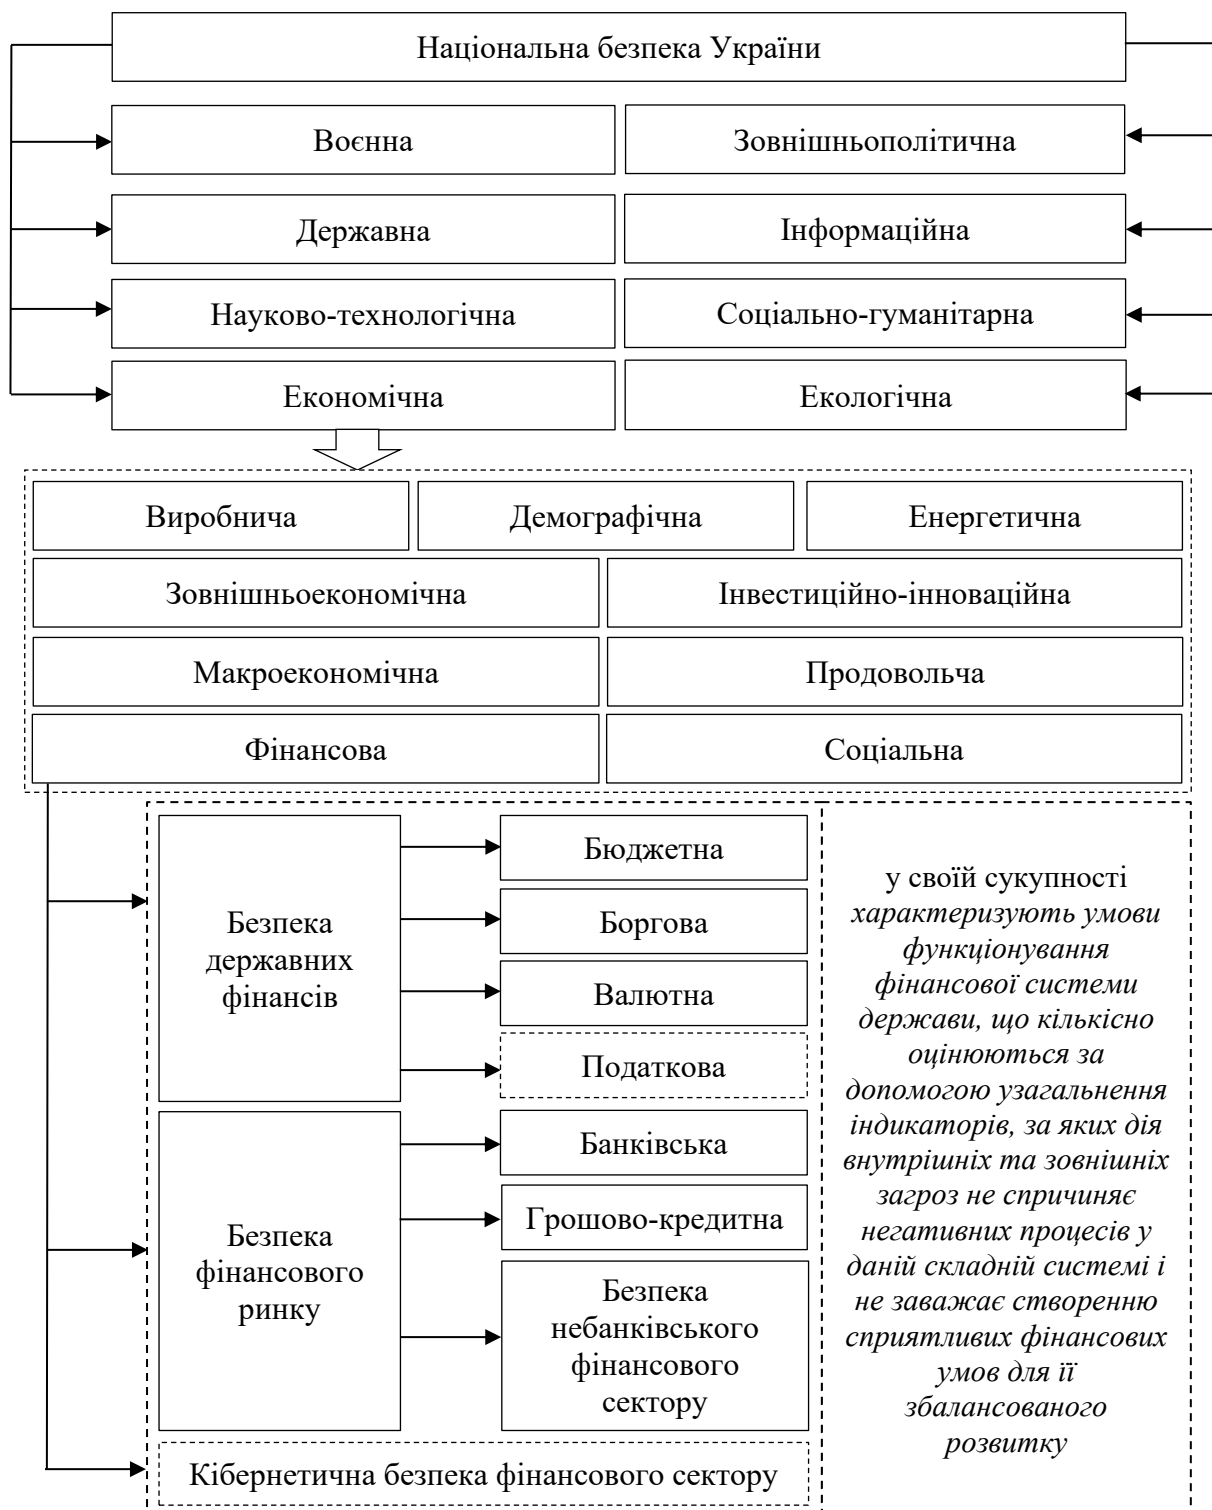 Національна безпека України
Воєнна
Зовнішньополітична
Державна
Інформаційна
Науково-технологічна
Соціально-гуманітарна
Економічна
Екологічна
Виробнича
Демографічна
Енергетична
Зовнішньоекономічна
Інвестиційно-інноваційна
Макроекономічна
Продовольча
Фінансова
Соціальна
Безпека
державних
фінансів
Бюджетна
Боргова
Валютна
Податкова
Безпека
фінансового
ринку
Банківська
Грошово-кредитна
Безпека
небанківського
фінансового
сектору
Кібернетична безпека фінансового сектору
у своїй сукупності
характеризують умови
функціонування
фінансової системи
держави, що кількісно
оцінюються за
допомогою узагальнення
індикаторів, за яких дія
внутрішніх та зовнішніх
загроз не спричиняє
негативних процесів у
даній складній системі і
не заважає створенню
сприятливих фінансових
умов для її
збалансованого
розвитку